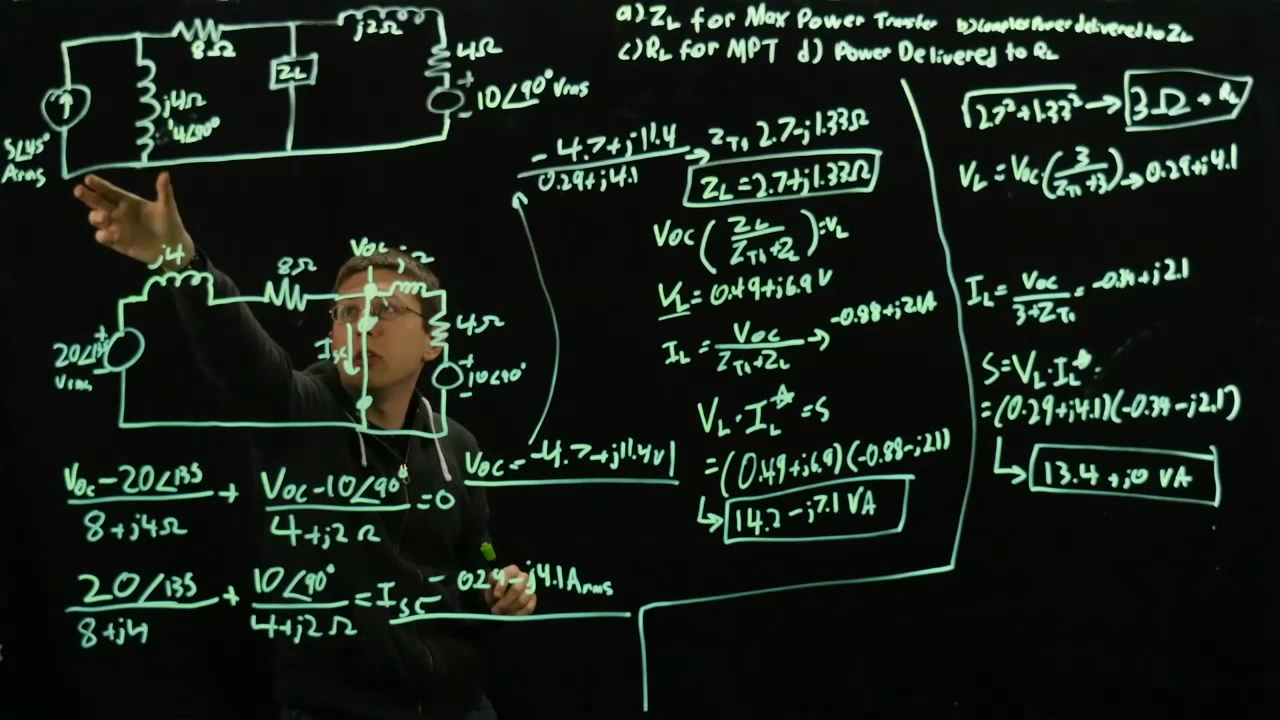 a) ZL for Max Power Transfer b) Complex Power delivered to ZL
c) RL for MPT d) Power Delivered to RL
8Ω
j2Ω
4Ω
ZL
+
10∠90° Vrms
-
j4Ω
4∠90°
5∠45°
Arms
j4
8Ω
Voc
4Ω
20∠135
Vrms
+
Isc
+
10∠90°
-
Voc-20∠135 / 8+j4Ω + Voc-10∠90° / 4+j2Ω = 0
Voc = -4.7+j11.4V
20∠135 / 8+j4 + 10∠90° / 4+j2Ω = Isc
j4.1Arms
-4.7+j11.4 / 0.29+j4.1 → ZTh 2.7-j1.33Ω
ZL = 2.7+j1.33Ω
Voc (ZL / ZTh+ZL) = VL
VL = 0.49+j6.9V
IL = Voc / ZTh+ZL → -0.88+j2.1A
VL · IL* = S
= (0.49+j6.9)(-0.88-j2.1)
14.2-j7.1 VA
√2.7²+1.33² → 3Ω → RL
VL = Voc (3 / ZTh+3) → 0.29+j4.1
IL = Voc / 3+ZTh = -0.34+j2.1
S = VL · IL*
= (0.29+j4.1)(-0.34-j2.1)
13.4+j0 VA